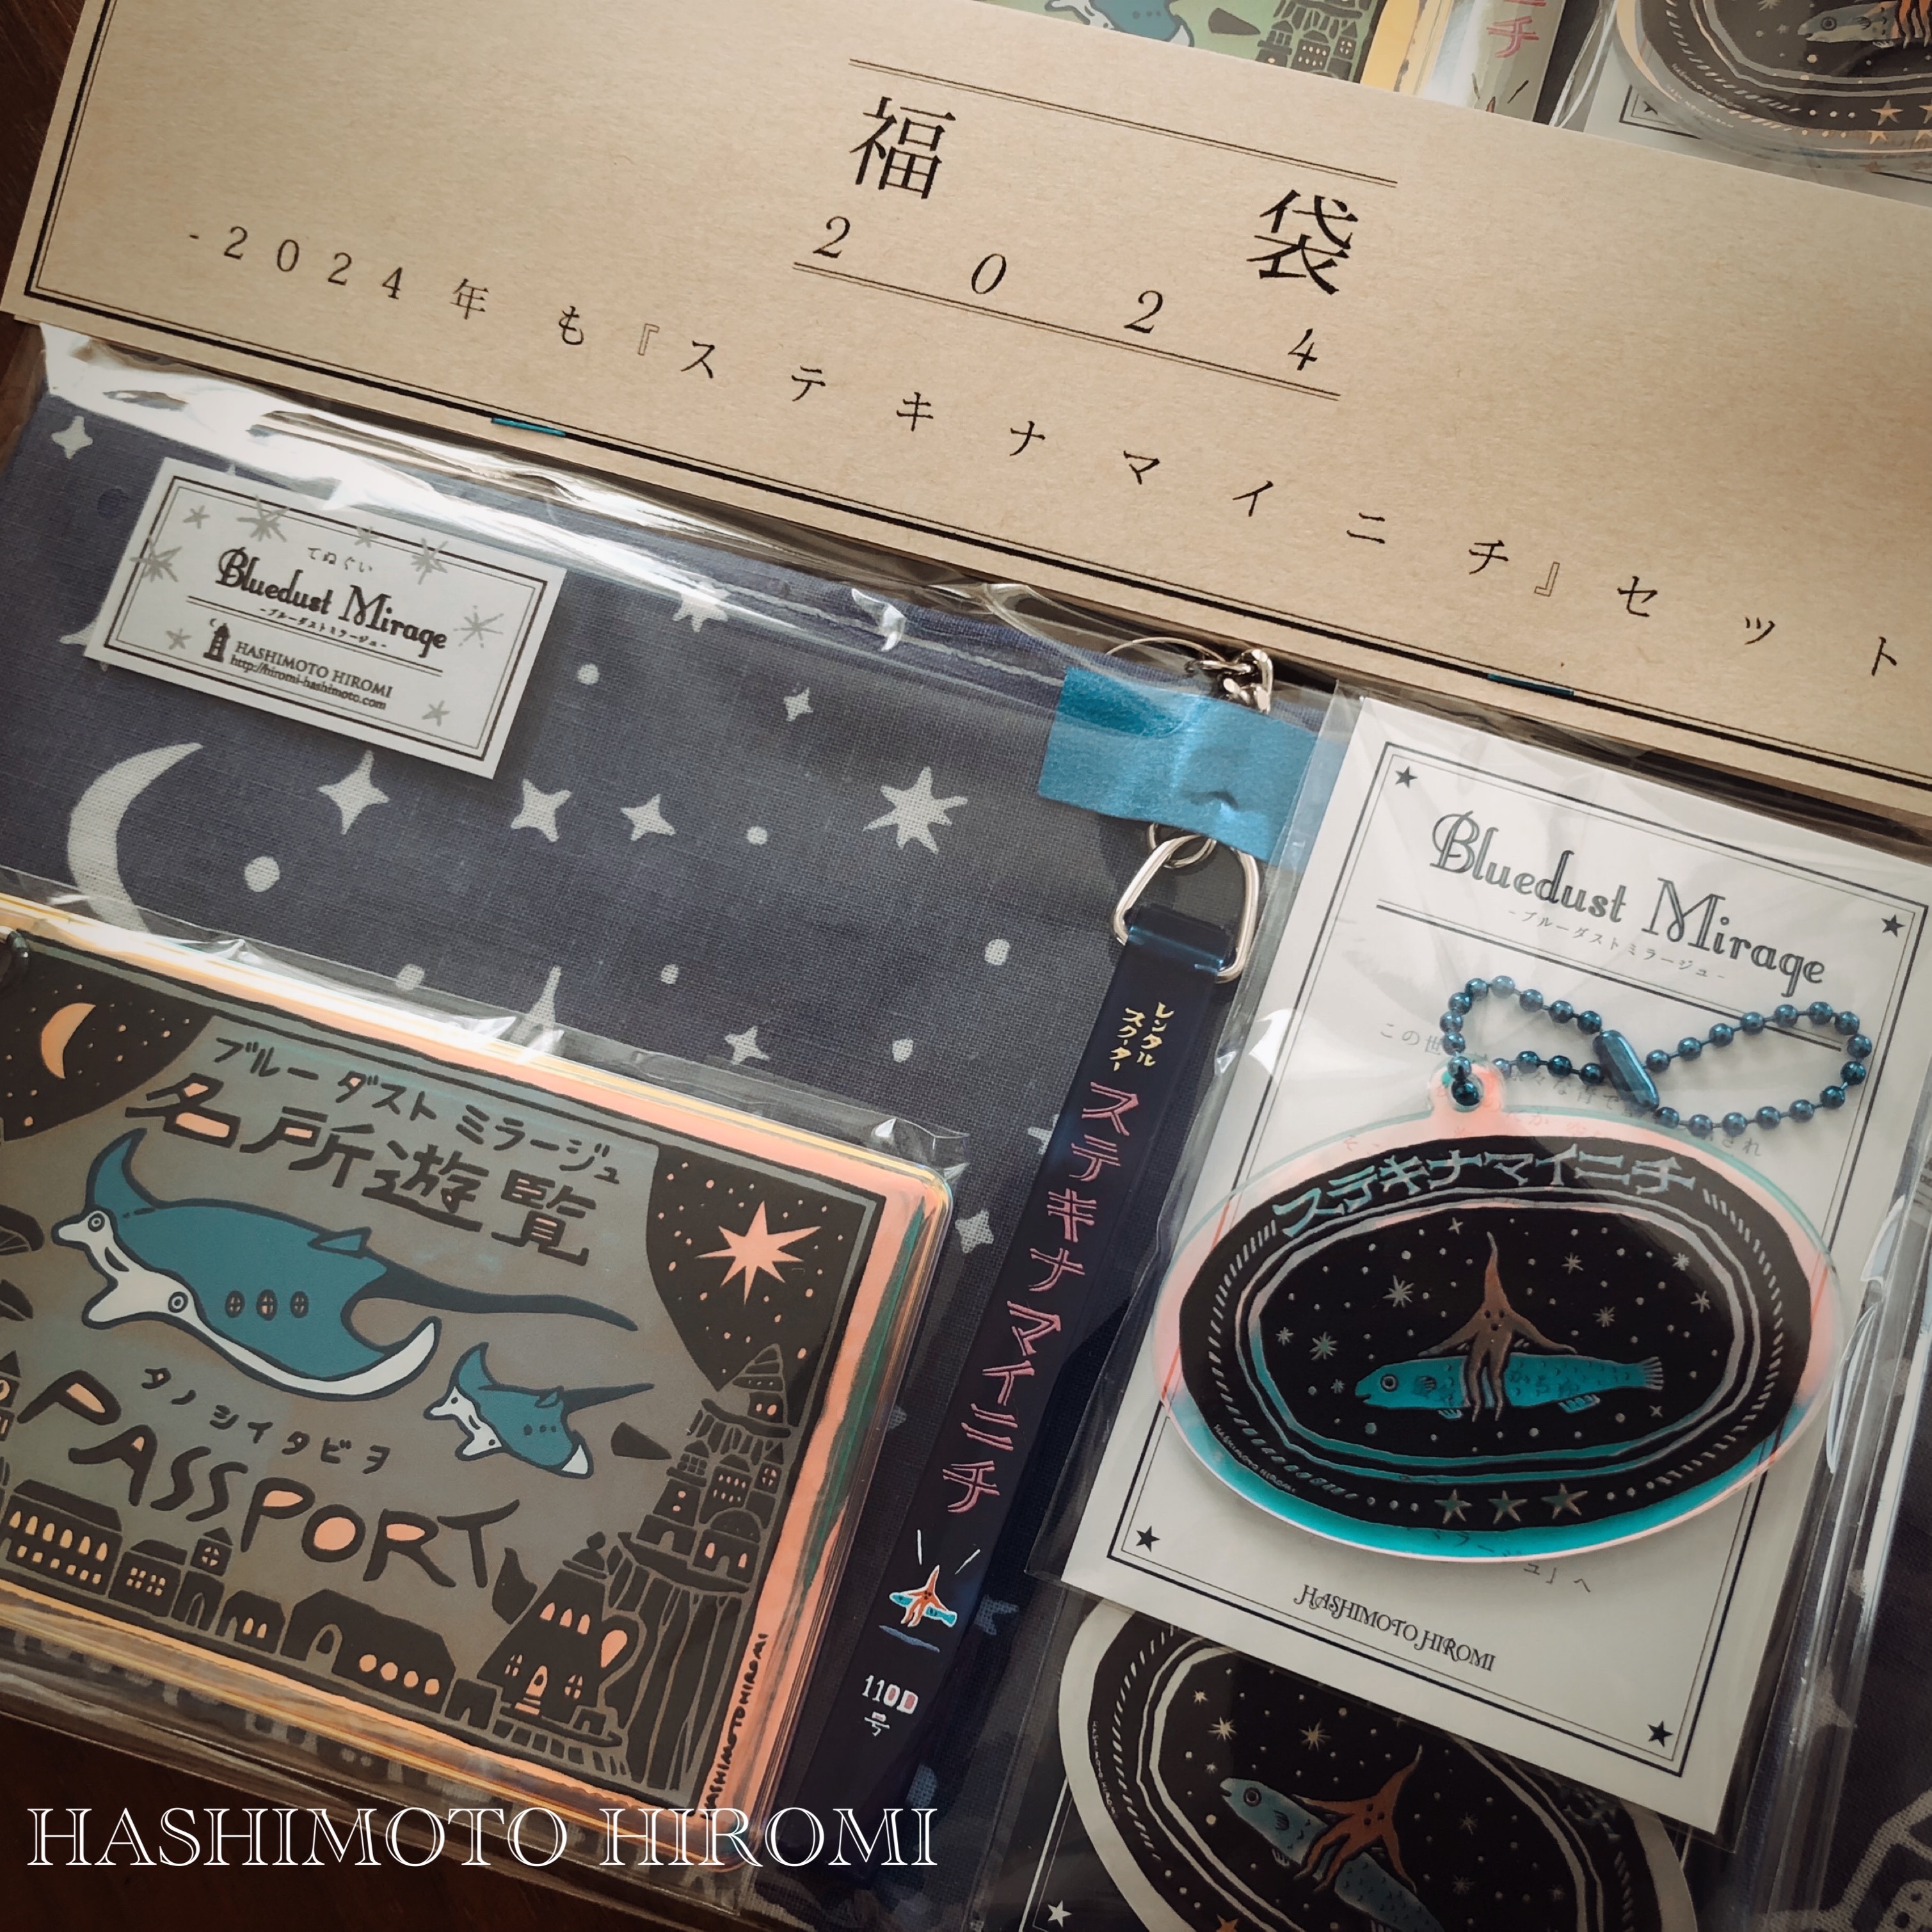 福袋
2024
-2024年も『ステキナマイニチ』セット
てぬぐい
Bluedust Mirage
-ブルーダストミラージュ-
HASHIMOTO HIROMI
http://hiromi-hashimoto.com
ブルーダストミラージュ
名所遊覧
タノシイタビヲ
PASSPORT
HASHIMOTOHIROMI
レンタル
スクーター
ステキナマイニチ
110D
号
Bluedust Mirage
-ブルーダストミラージュ-
この世
ステキナマイニチ
HASHIMOTO HIROMI
ラージュ」へ
HASHIMOTO HIROMI
HASHIMOTO HIROMI